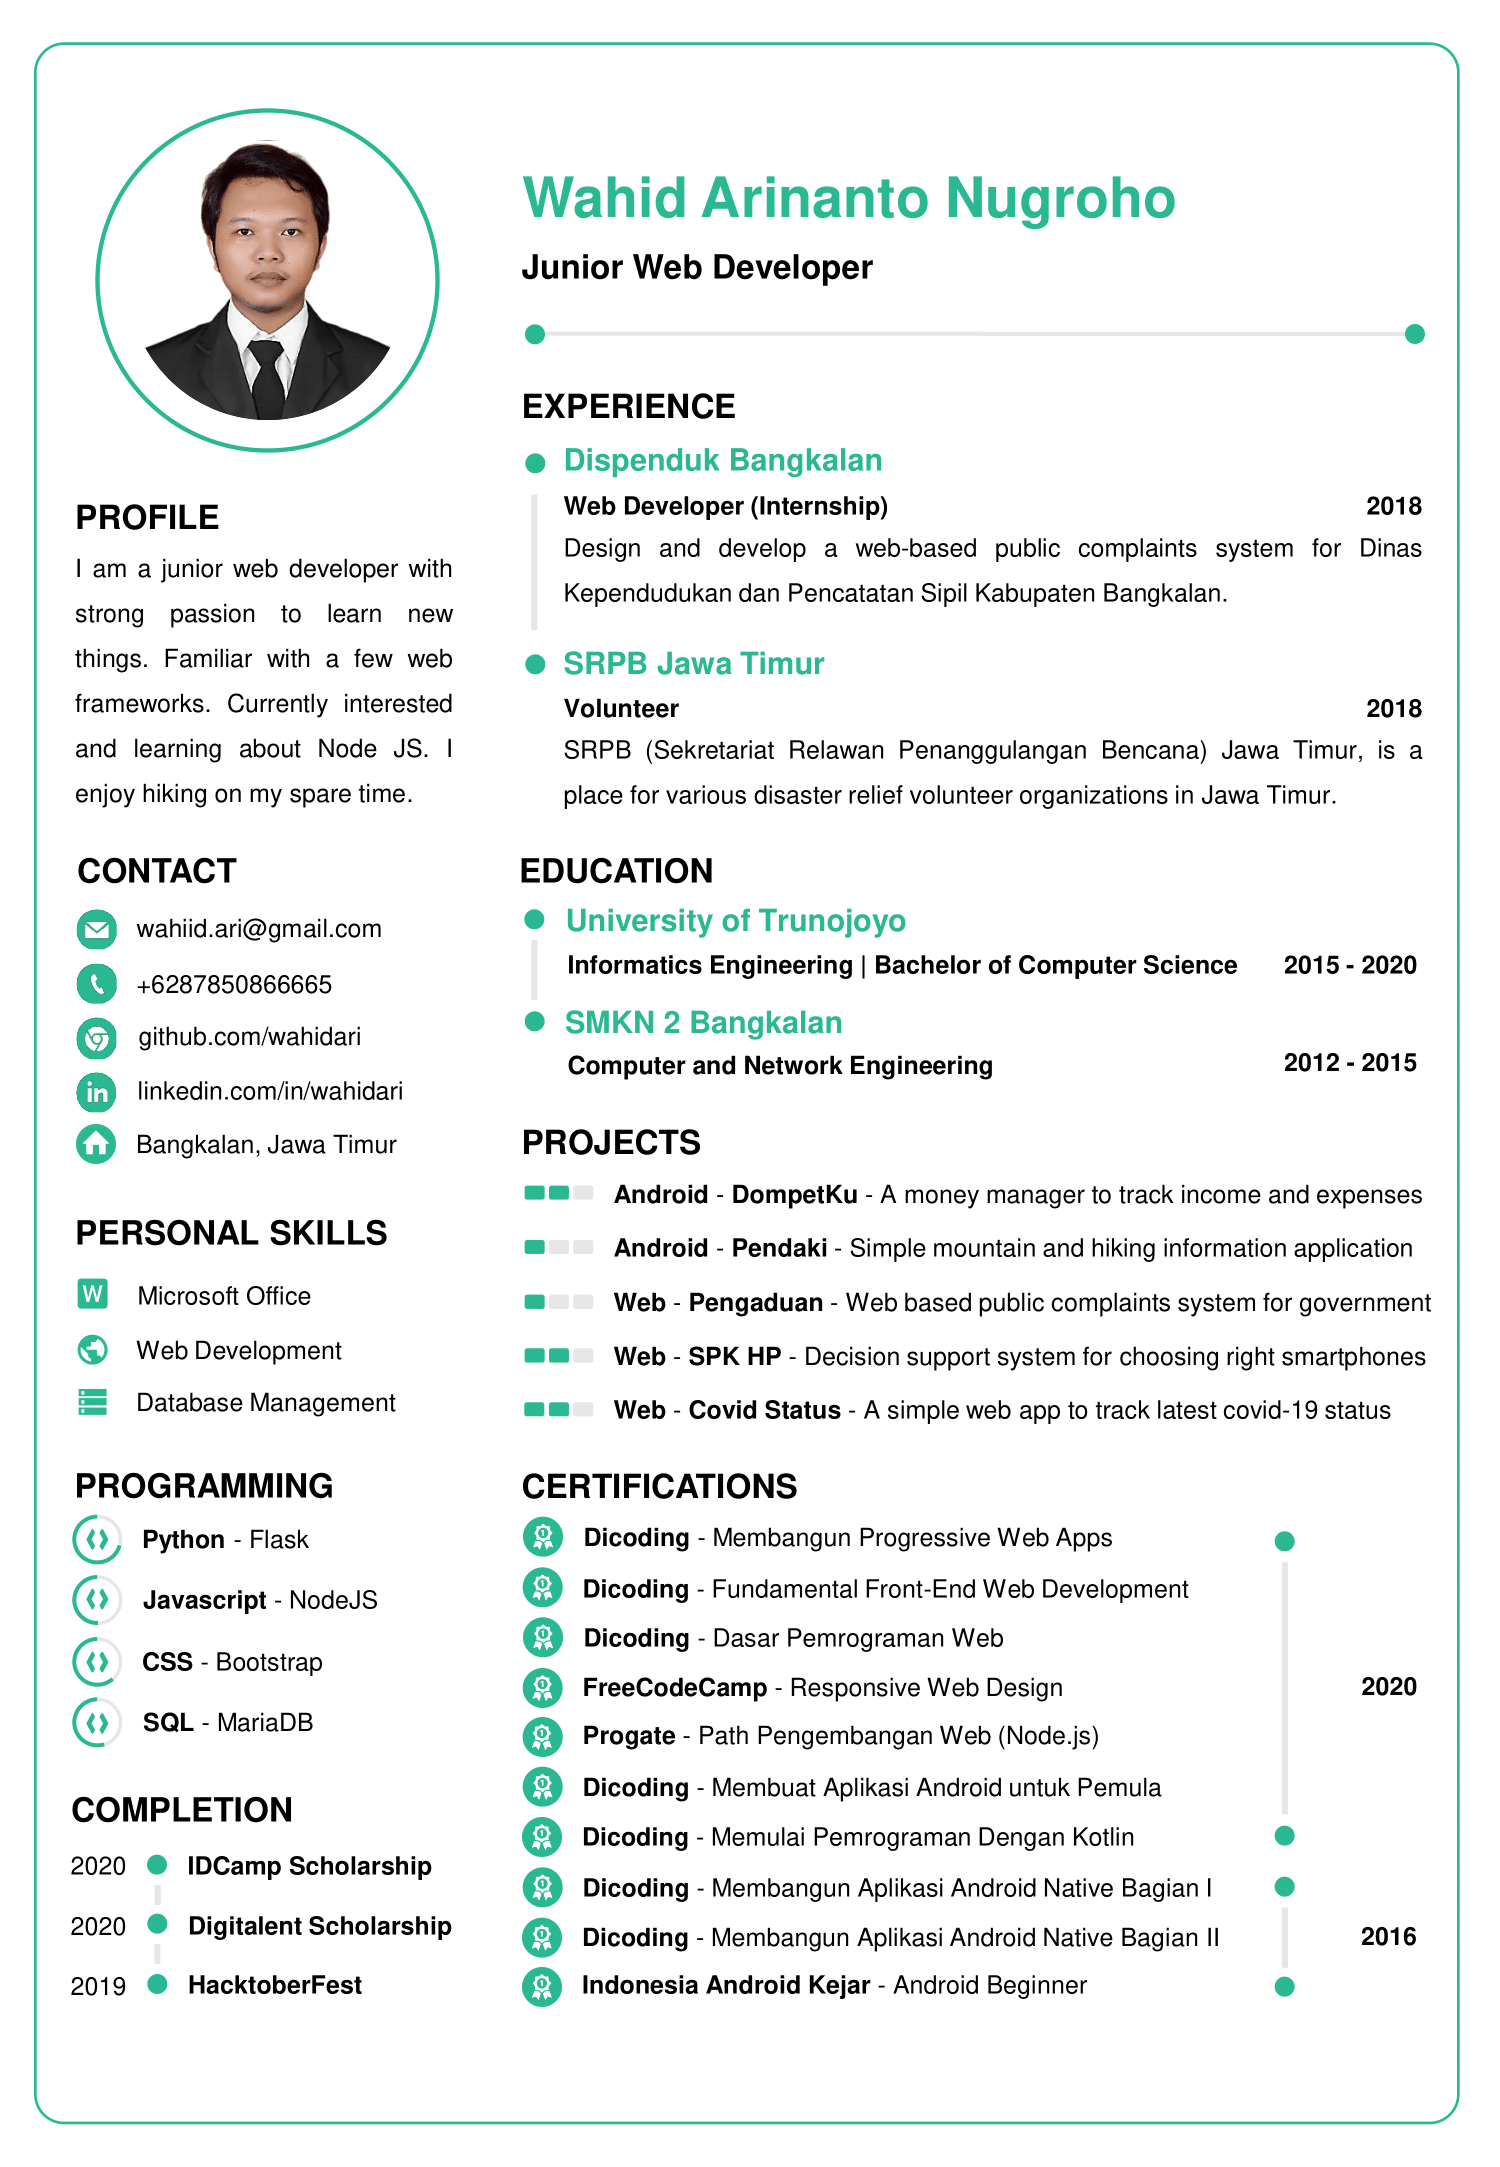 Wahid Arinanto Nugroho
Junior Web Developer
PROFILE
I am a junior web developer with
strong passion to learn new
things. Familiar with a few web
frameworks. Currently interested
and learning about Node JS. I
enjoy hiking on my spare time.
CONTACT
wahiid.ari@gmail.com
+6287850866665
github.com/wahidari
in linkedin.com/in/wahidari
Bangkalan, Jawa Timur
PERSONAL SKILLS
W Microsoft Office
Web Development
Database Management
PROGRAMMING
Python - Flask
Javascript - NodeJS
CSS - Bootstrap
SQL - MariaDB
COMPLETION
2020 IDCamp Scholarship
2020 Digitalent Scholarship
2019 HacktoberFest
EXPERIENCE
Dispenduk Bangkalan
Web Developer (Internship) 2018
Design and develop a web-based public complaints system for Dinas
Kependudukan dan Pencatatan Sipil Kabupaten Bangkalan.
SRPB Jawa Timur
Volunteer 2018
SRPB (Sekretariat Relawan Penanggulangan Bencana) Jawa Timur, is a
place for various disaster relief volunteer organizations in Jawa Timur.
EDUCATION
University of Trunojoyo
Informatics Engineering | Bachelor of Computer Science 2015 - 2020
SMKN 2 Bangkalan
Computer and Network Engineering 2012 - 2015
PROJECTS
Android - DompetKu - A money manager to track income and expenses
Android - Pendaki - Simple mountain and hiking information application
Web - Pengaduan - Web based public complaints system for government
Web - SPK HP - Decision support system for choosing right smartphones
Web - Covid Status - A simple web app to track latest covid-19 status
CERTIFICATIONS
1 Dicoding - Membangun Progressive Web Apps
1 Dicoding - Fundamental Front-End Web Development
1 Dicoding - Dasar Pemrograman Web
1 FreeCodeCamp - Responsive Web Design 2020
1 Progate - Path Pengembangan Web (Node.js)
1 Dicoding - Membuat Aplikasi Android untuk Pemula
1 Dicoding - Memulai Pemrograman Dengan Kotlin
1 Dicoding - Membangun Aplikasi Android Native Bagian I
1 Dicoding - Membangun Aplikasi Android Native Bagian II 2016
1 Indonesia Android Kejar - Android Beginner